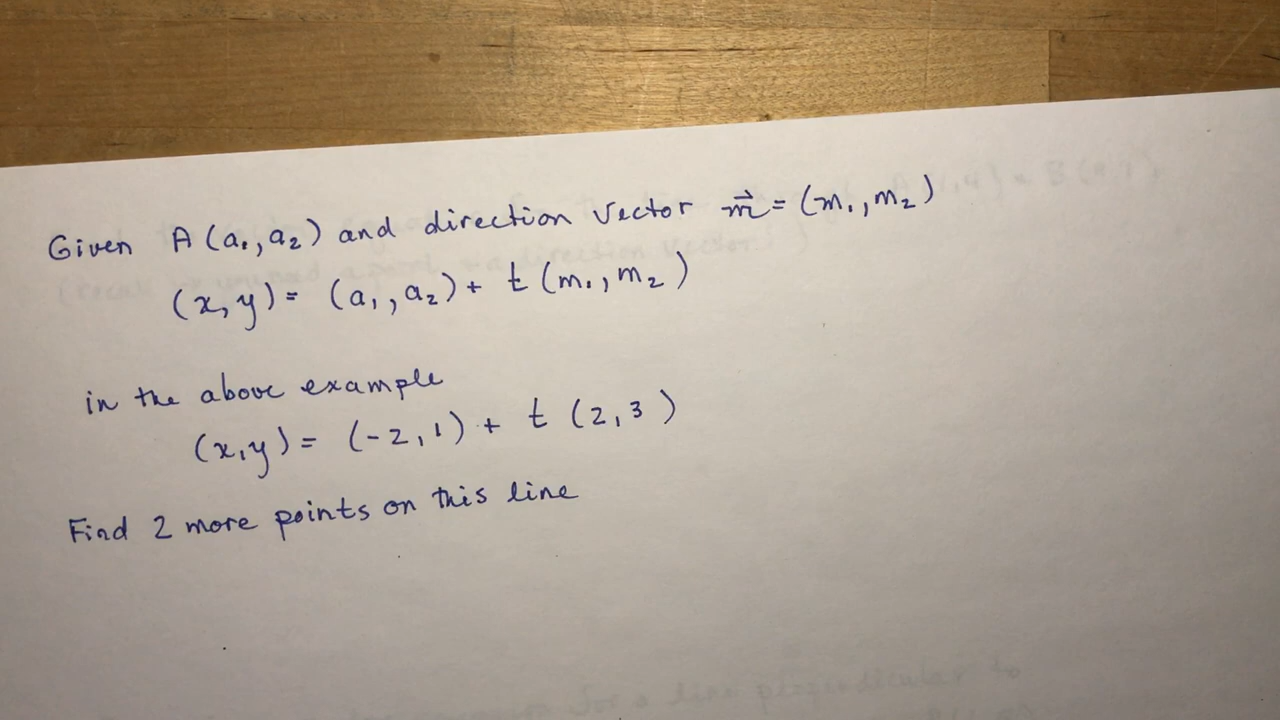 Given A(a₁,a₂) and direction vector m⃗ = (m₁,m₂)
(x,y) = (a₁,a₂) + t(m₁,m₂)
in the above example
(x,y) = (-2,1) + t (2,3)
Find 2 more points on this line